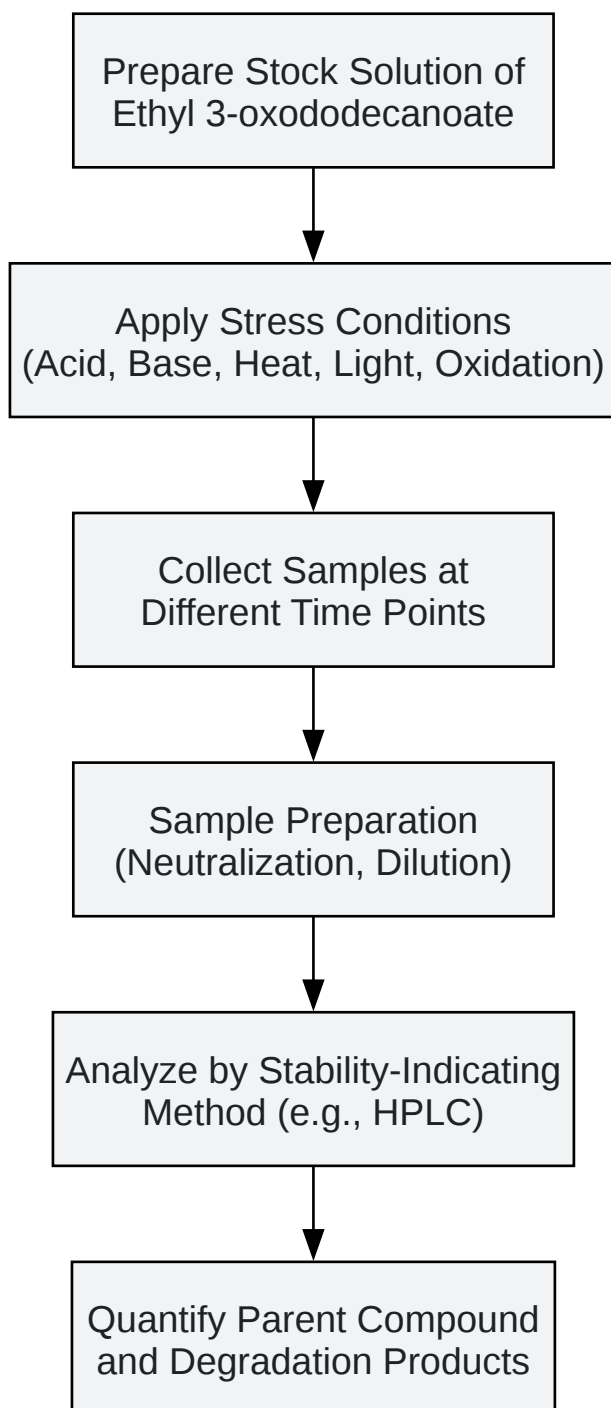 Prepare Stock Solution of
Ethyl 3-oxododecanoate
Apply Stress Conditions
(Acid, Base, Heat, Light, Oxidation)
Collect Samples at
Different Time Points
Sample Preparation
(Neutralization, Dilution)
Analyze by Stability-Indicating
Method (e.g., HPLC)
Quantify Parent Compound
and Degradation Products